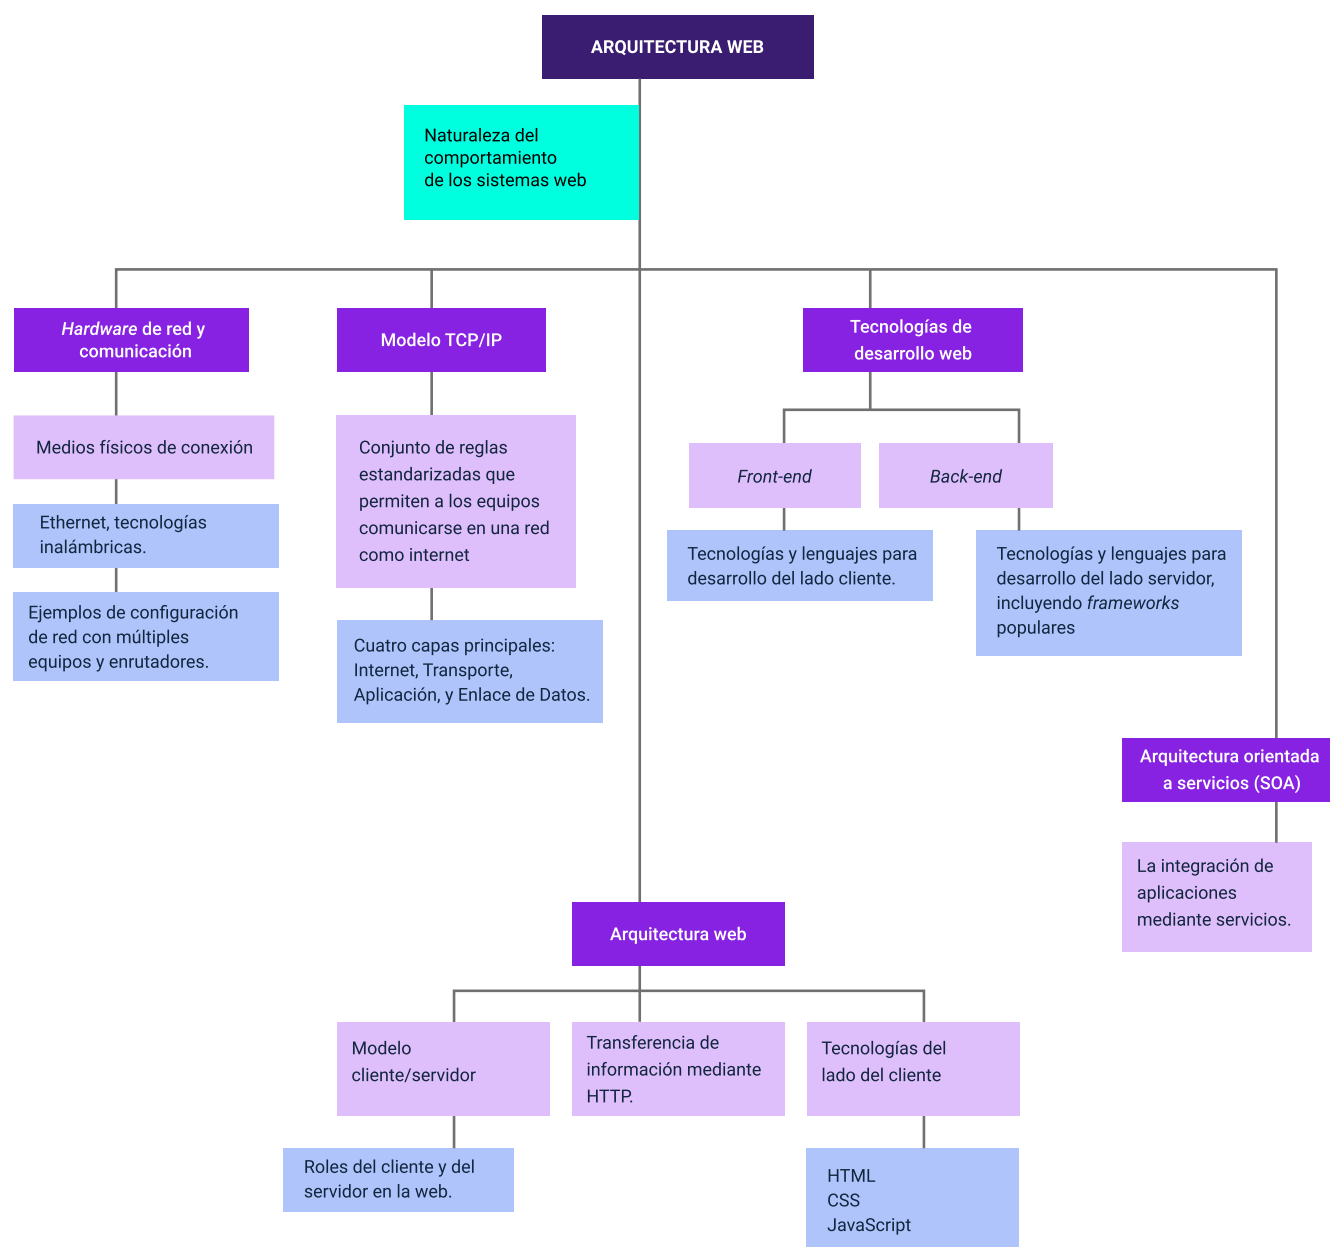 ARQUITECTURA WEB
Naturaleza del
comportamiento
de los sistemas web
Hardware de red y
comunicación
Medios físicos de conexión
Ethernet, tecnologías
inalámbricas.
Ejemplos de configuración
de red con múltiples
equipos y enrutadores.
Modelo TCP/IP
Conjunto de reglas
estandarizadas que
permiten a los equipos
comunicarse en una red
como internet
Cuatro capas principales:
Internet, Transporte,
Aplicación, y Enlace de Datos.
Tecnologías de
desarrollo web
Front-end
Tecnologías y lenguajes para
desarrollo del lado cliente.
Back-end
Tecnologías y lenguajes para
desarrollo del lado servidor,
incluyendo frameworks
populares
Arquitectura orientada
a servicios (SOA)
La integración de
aplicaciones
mediante servicios.
Arquitectura web
Modelo
cliente/servidor
Roles del cliente y del
servidor en la web.
Transferencia de
información mediante
HTTP.
Tecnologías del
lado del cliente
HTML
CSS
JavaScript